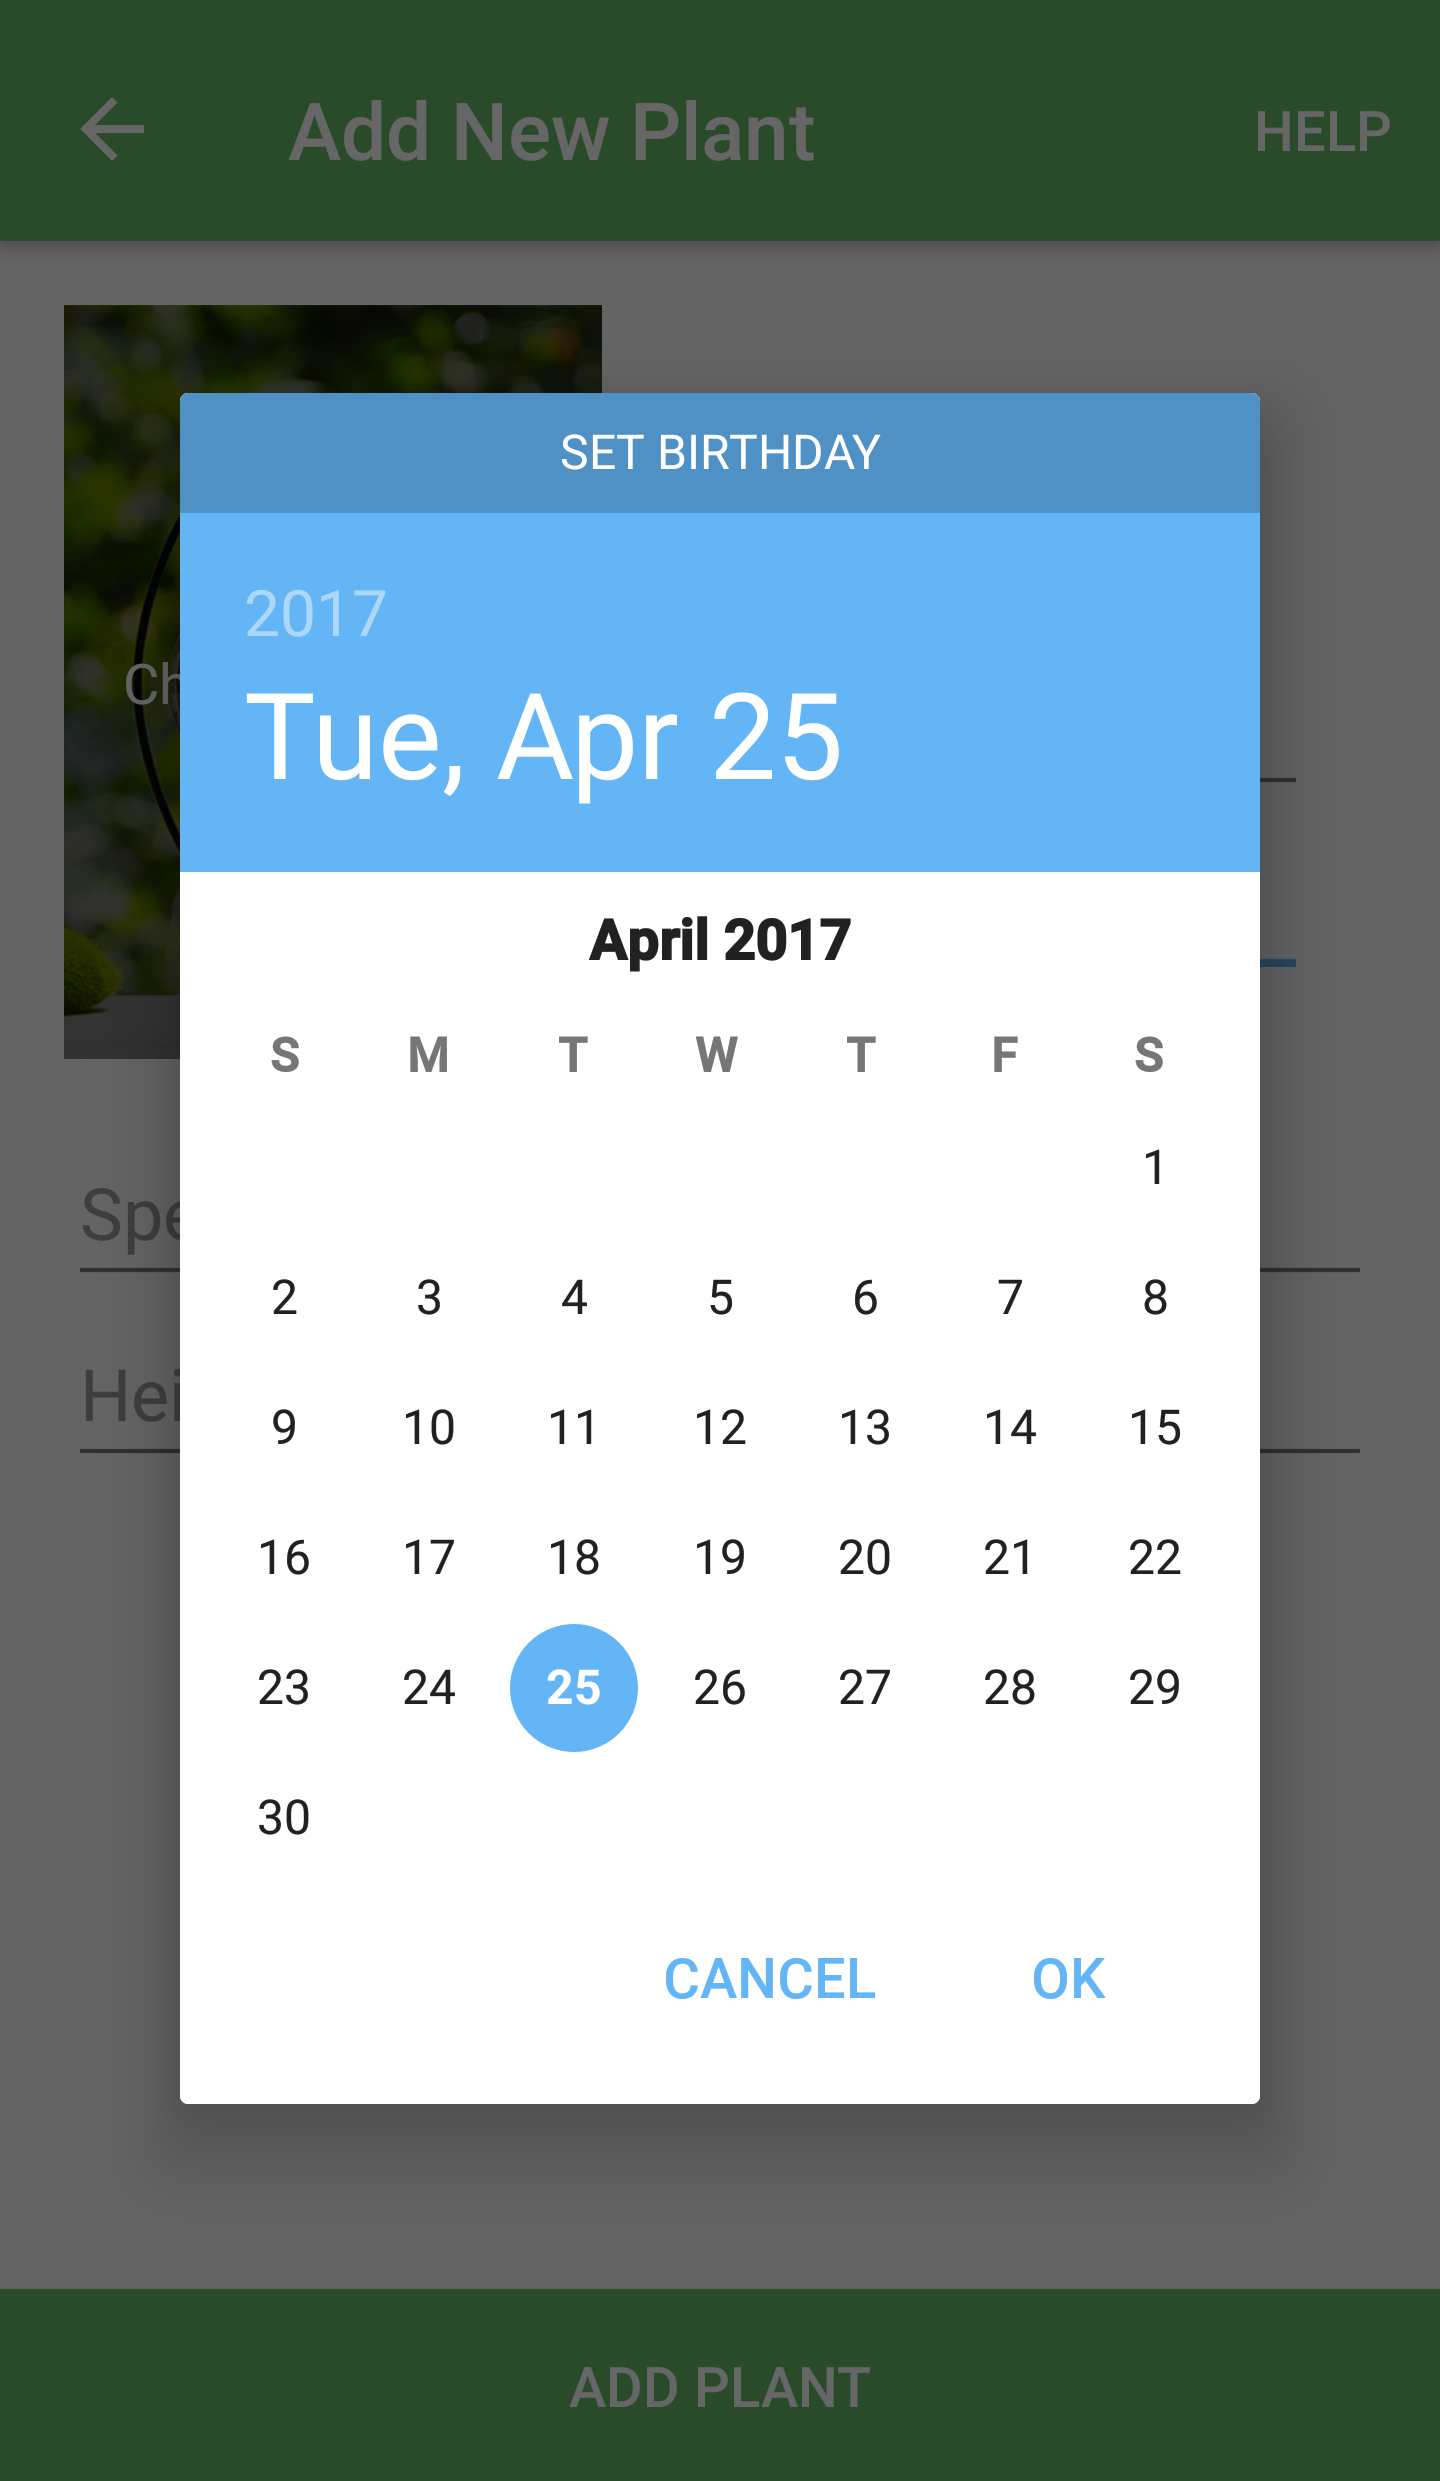 Add New Plant
HELP
SET BIRTHDAY
2017
Tue, Apr 25
April 2017
S M T W T F S
1
2 3 4 5 6 7 8
9 10 11 12 13 14 15
16 17 18 19 20 21 22
23 24 25 26 27 28 29
30
CANCEL OK
ADD PLANT